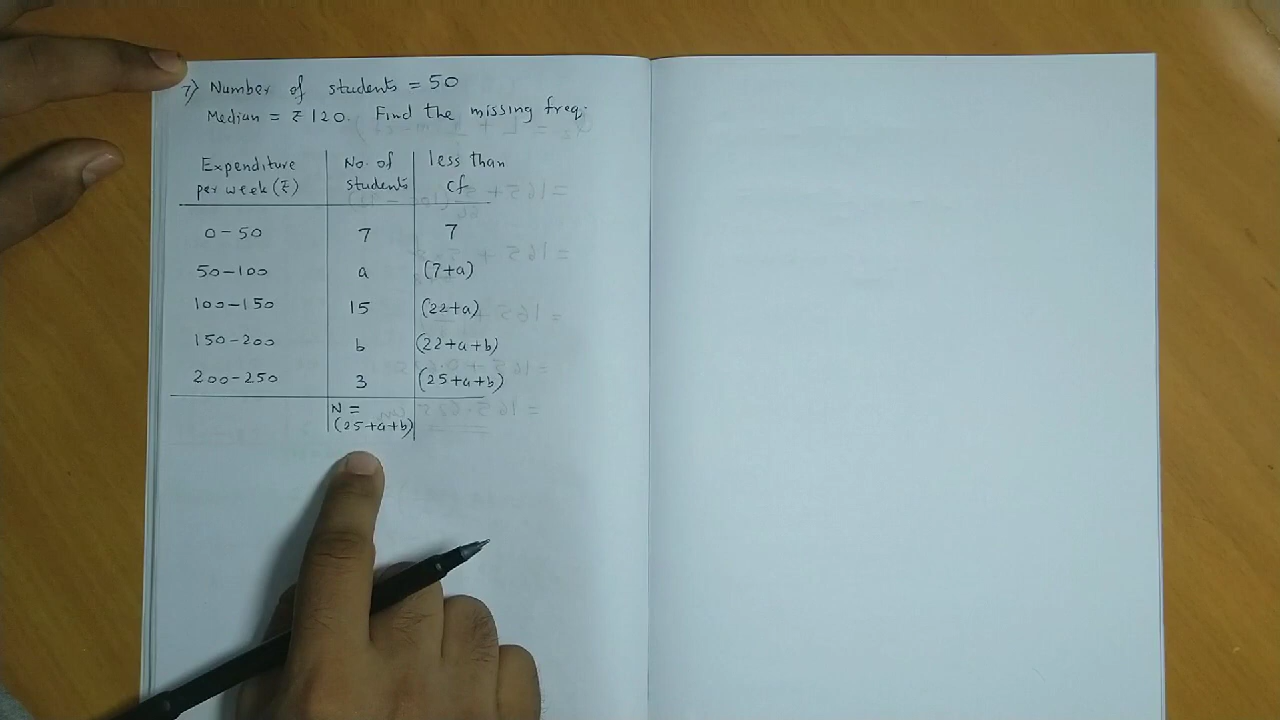 7) Number of students = 50
Median = ₹ 120. Find the missing freq.
Expenditure per week (₹) No. of students less than cf
0-50 7 7
50-100 a (7+a)
100-150 15 (22+a)
150-200 b (22+a+b)
200-250 3 (25+a+b)
N =
(25+a+b)